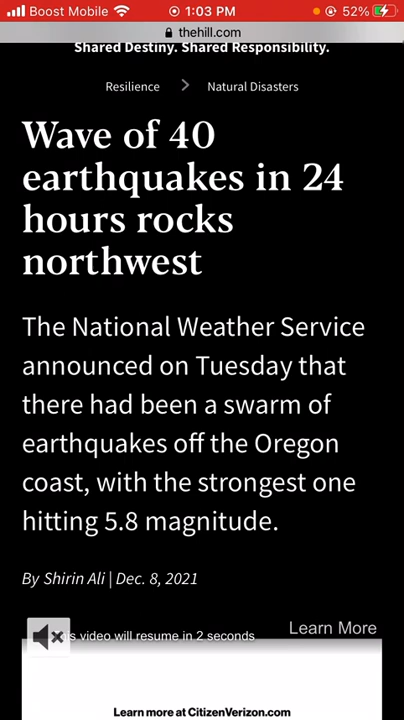 Boost Mobile 1:03 PM 52%
thehill.com
Shared Destiny. Shared Responsibility.
Resilience > Natural Disasters
Wave of 40
earthquakes in 24
hours rocks
northwest
The National Weather Service
announced on Tuesday that
there had been a swarm of
earthquakes off the Oregon
coast, with the strongest one
hitting 5.8 magnitude.
By Shirin Ali | Dec. 8, 2021
video will resume in 2 seconds
Learn More
Learn more at CitizenVerizon.com